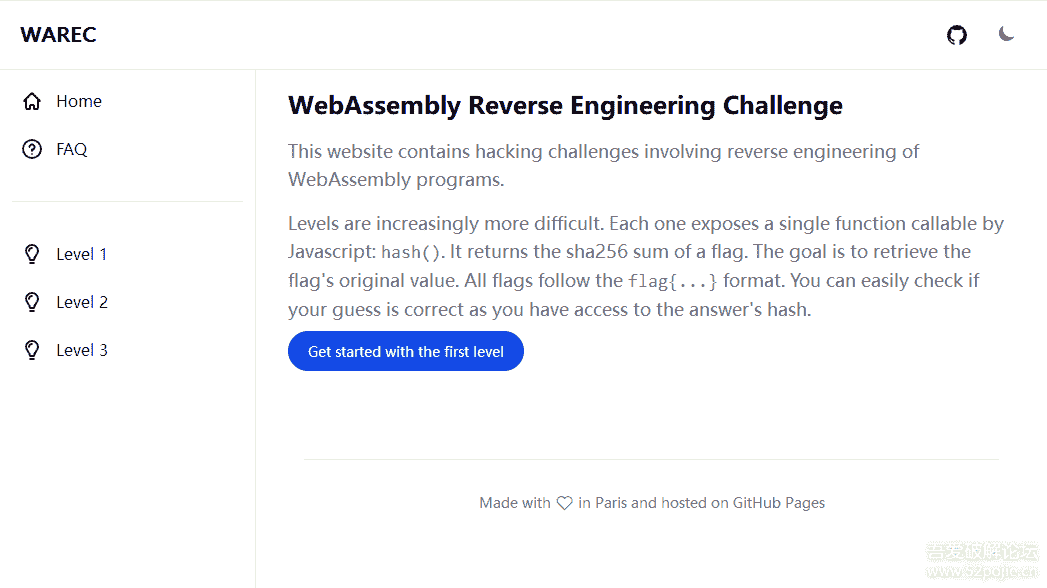 WAREC
Home
FAQ
Level 1
Level 2
Level 3
WebAssembly Reverse Engineering Challenge
This website contains hacking challenges involving reverse engineering of
WebAssembly programs.
Levels are increasingly more difficult. Each one exposes a single function callable by
Javascript: hash(). It returns the sha256 sum of a flag. The goal is to retrieve the
flag's original value. All flags follow the flag{...} format. You can easily check if
your guess is correct as you have access to the answer's hash.
Get started with the first level
Made with ♡ in Paris and hosted on GitHub Pages
吾爱破解论坛
www.52pojie.cn